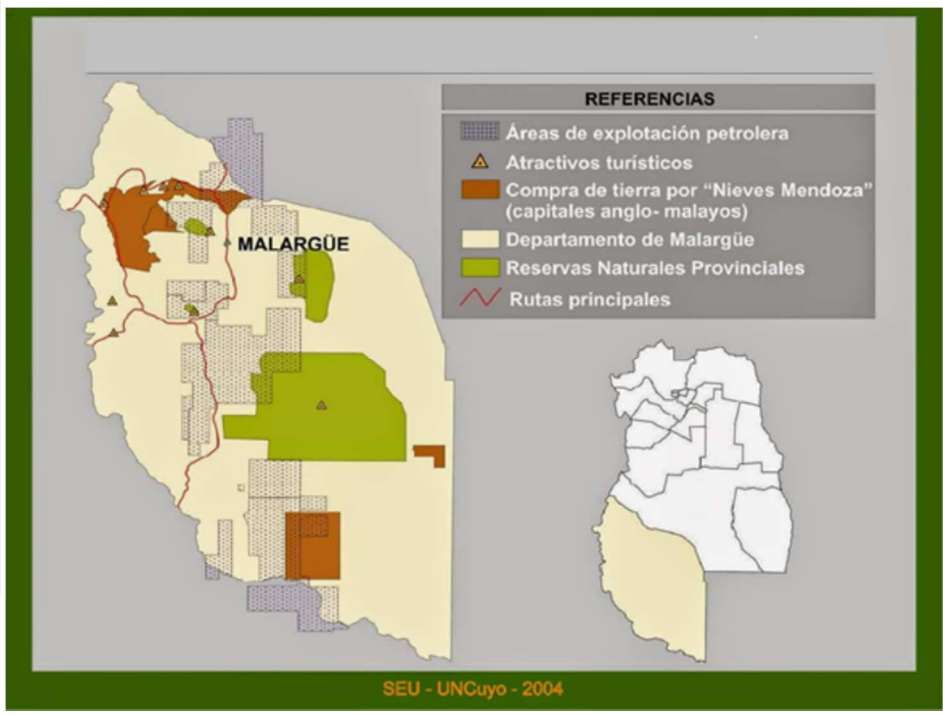 REFERENCIAS
Áreas de explotación petrolera
Atractivos turísticos
Compra de tierra por “Nieves Mendoza”
(capitales anglo- malayos)
Departamento de Malargüe
Reservas Naturales Provinciales
Rutas principales
MALARGÜE
SEU - UNCuyo - 2004